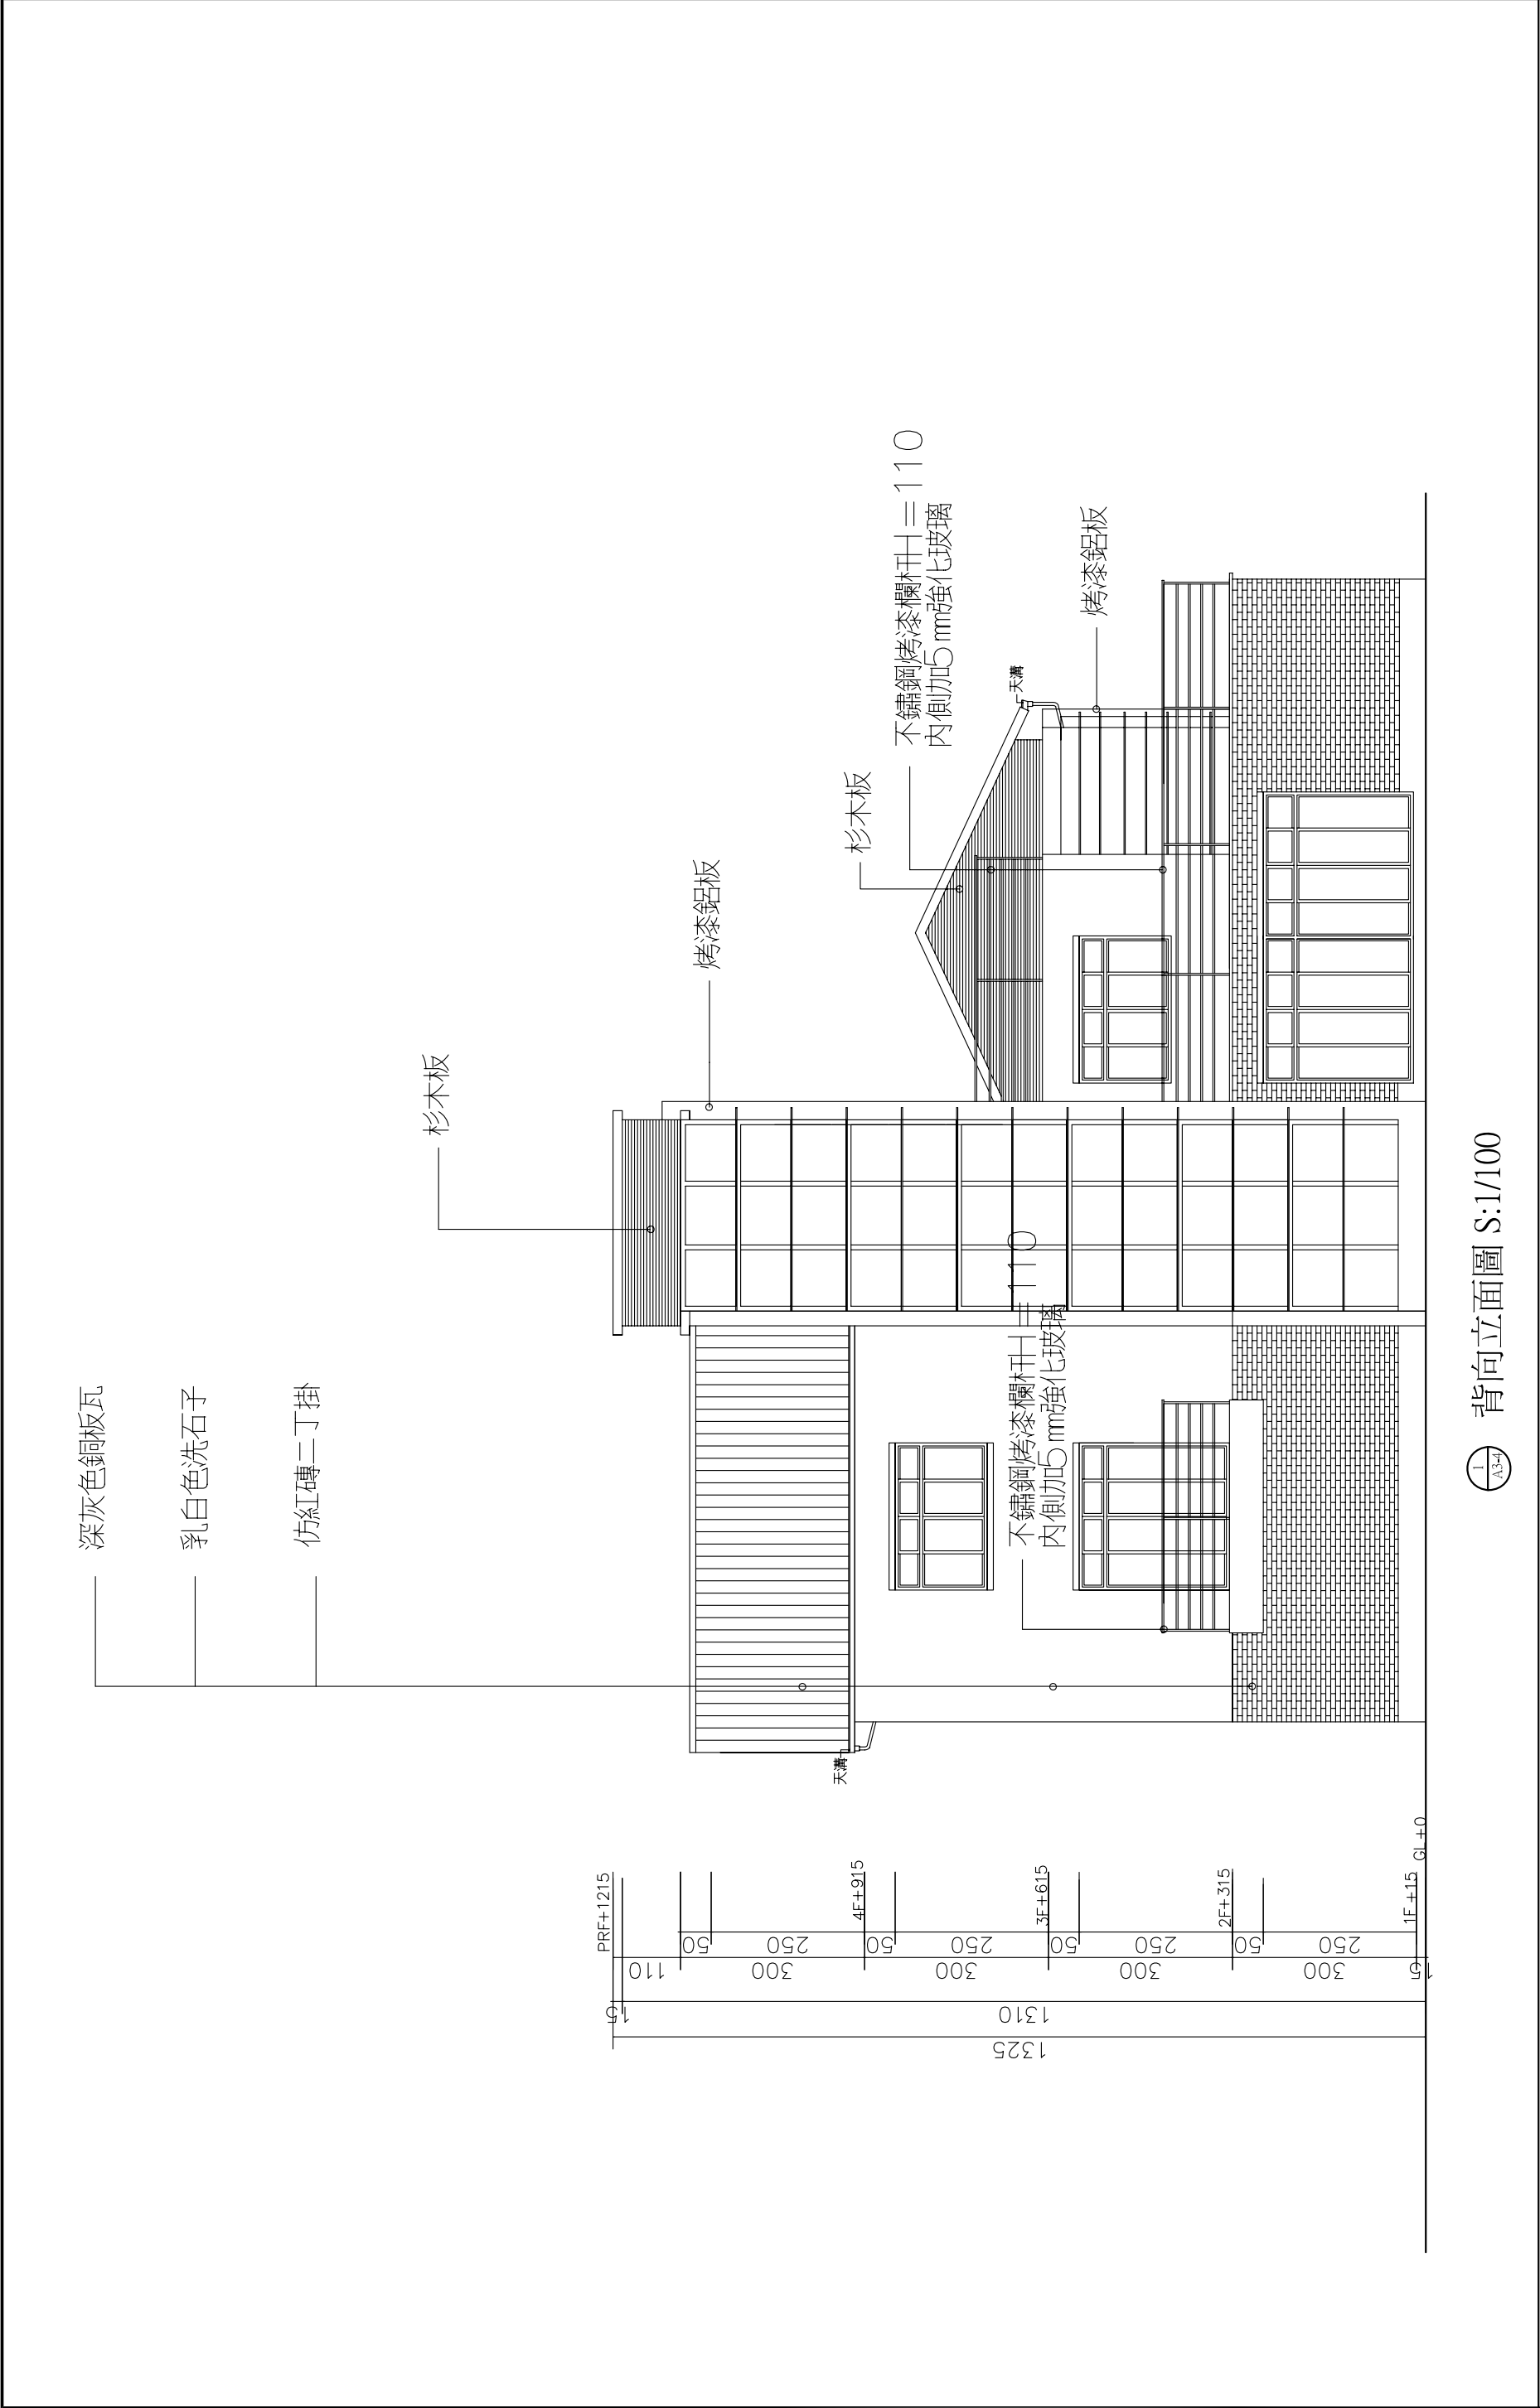 深灰色銅板瓦
乳白色洗石子
仿紅磚二丁掛
杉木板
烤漆鋁板
杉木板
不鏽鋼烤漆欄杆H=110
內側加5mm強化玻璃
天溝
烤漆鋁板
不鏽鋼烤漆欄杆H=110
內側加5mm強化玻璃
天溝
PRF+1215
4F+915
3F+615
2F+315
1F+15
GL+0
50
250
50
250
50
250
50
250
110
300
300
300
300
15
15
1310
1325
1
A3-4
背向立面圖 S:1/100